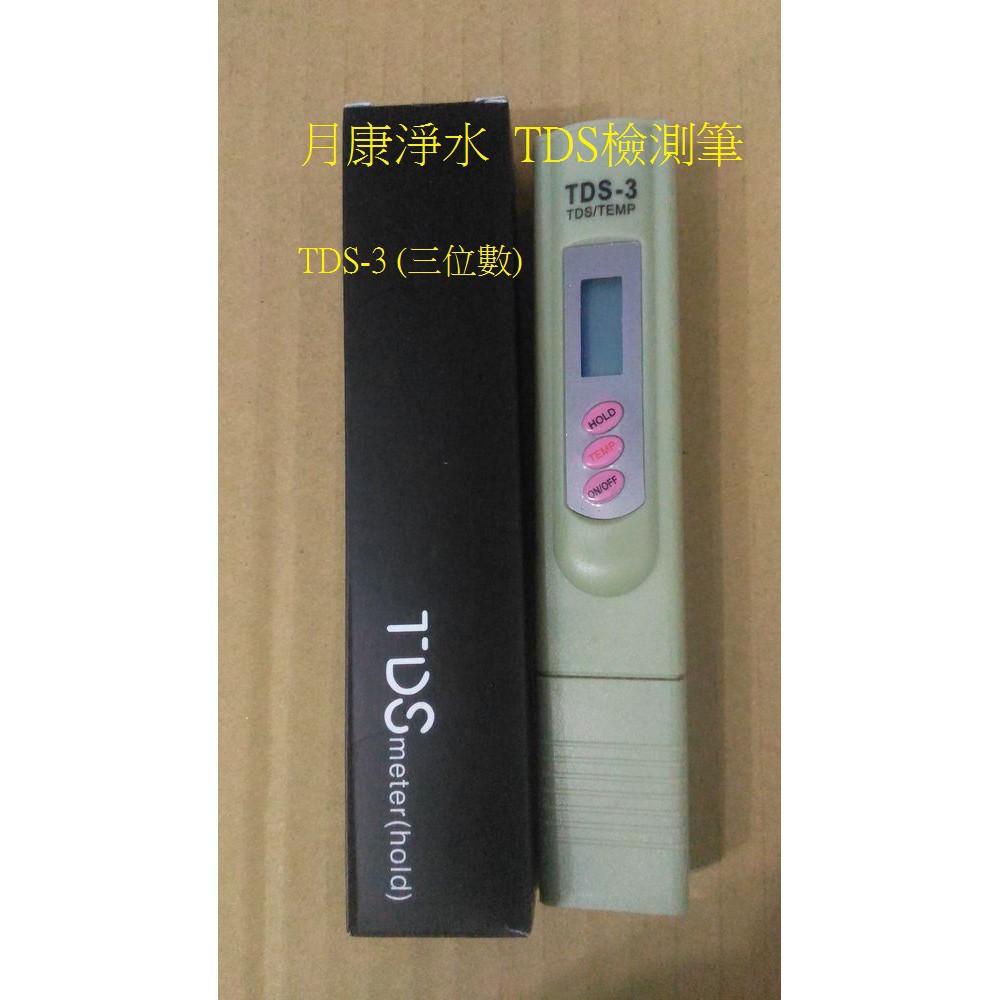 月康淨水 TDS檢測筆
TDS-3 (三位數)
TDS-3
TDS/TEMP
HOLD
TEMP
ON/OFF
TDS meter(hold)